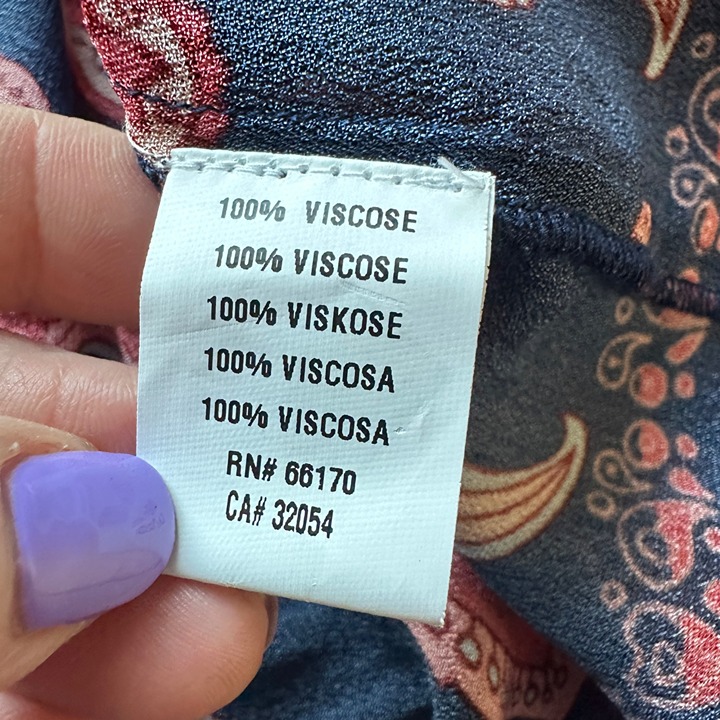 100% VISCOSE
100% VISCOSE
100% VISKOSE
100% VISCOSA
100% VISCOSA
RN# 66170
CA# 32054